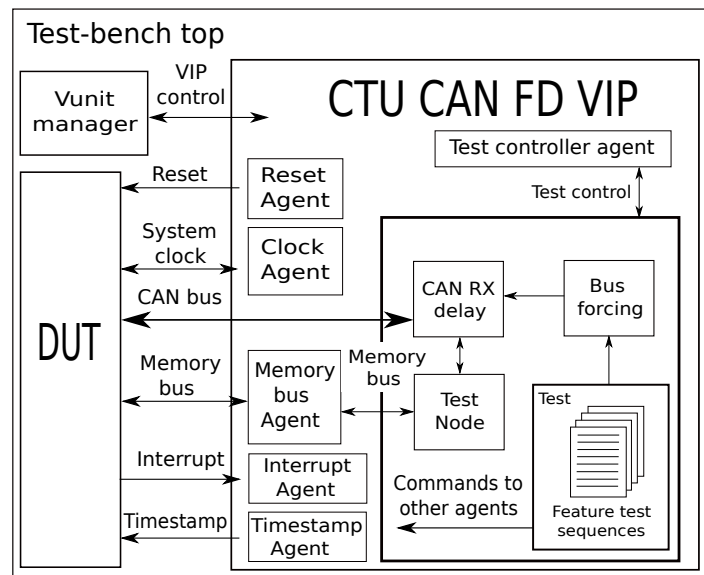 Test-bench top
Vunit
manager
VIP
control
CTU CAN FD VIP
Test controller agent
Test control
Reset
Reset
Agent
System
clock
Clock
Agent
CAN bus
CAN RX
delay
Bus
forcing
DUT
Memory
bus
Memory
bus
Agent
Memory
bus
Test
Node
Test
Feature test
sequences
Interrupt
Interrupt
Agent
Commands to
other agents
Timestamp
Timestamp
Agent